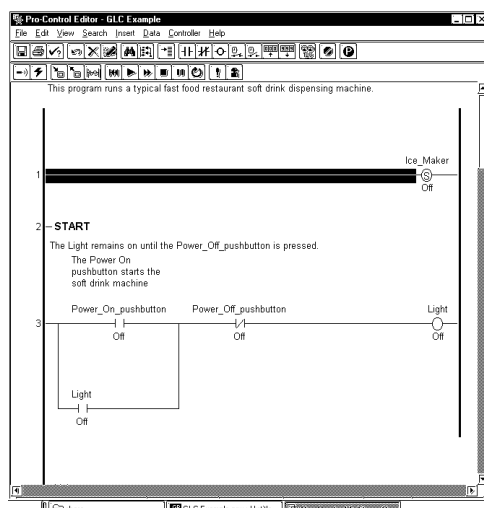 Pro-Control Editor - GLC Example
File Edit View Search Insert Data Controller Help
This program runs a typical fast food restaurant soft drink dispensing machine.
Ice_Maker
1
S
Off
2 START
The Light remains on until the Power_Off_pushbutton is pressed.
The Power On
pushbutton starts the
soft drink machine
Power_On_pushbutton Power_Off_pushbutton Light
3
Off Off Off
Light
Off